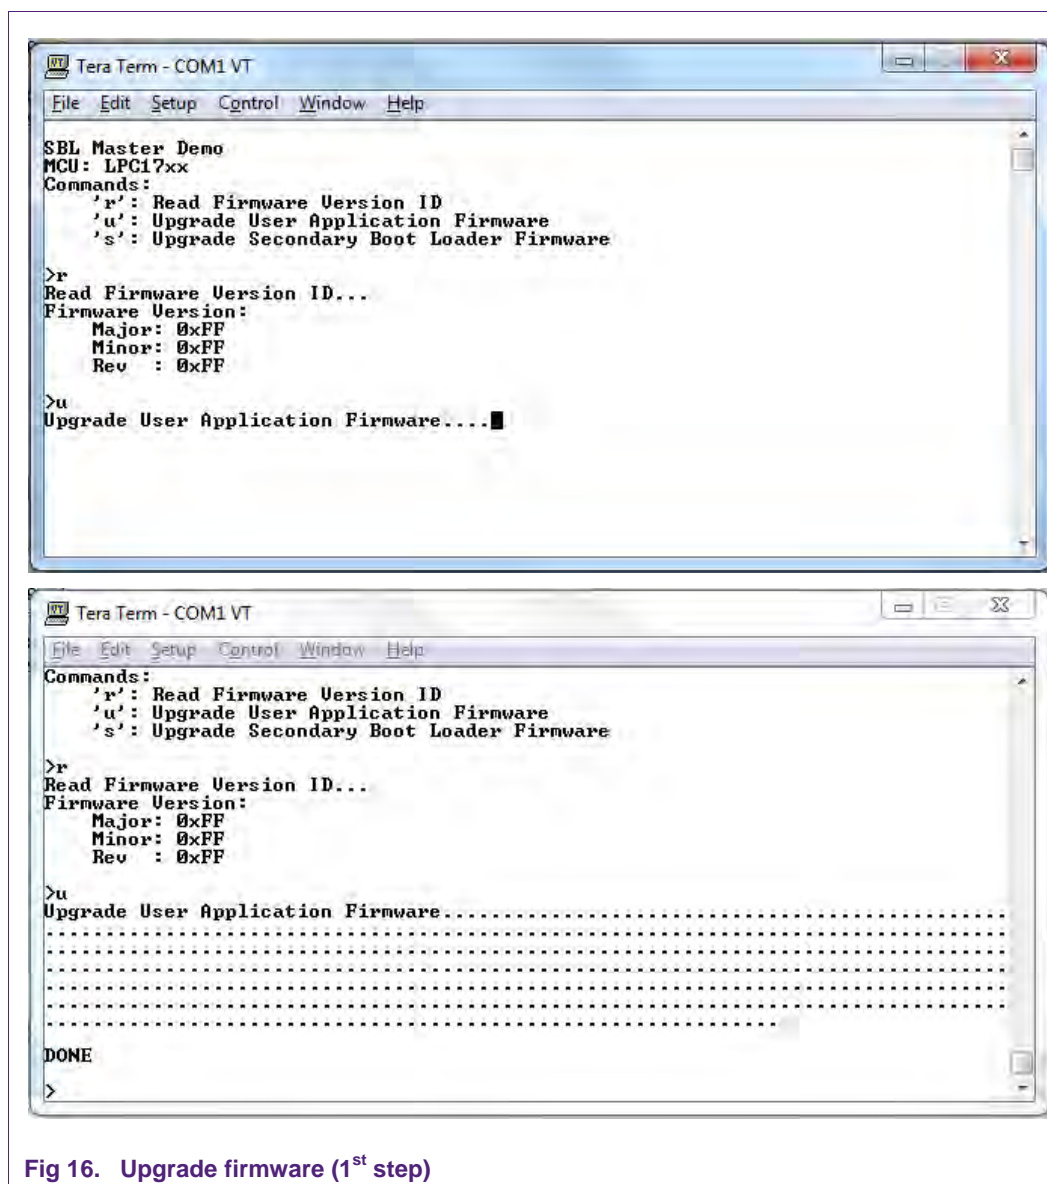 Tera Term - COM1 VT
File Edit Setup Control Window Help
SBL Master Demo
MCU: LPC17xx
Commands:
'r': Read Firmware Version ID
'u': Upgrade User Application Firmware
's': Upgrade Secondary Boot Loader Firmware
>r
Read Firmware Version ID...
Firmware Version:
Major: 0xFF
Minor: 0xFF
Rev : 0xFF
>u
Upgrade User Application Firmware....
Tera Term - COM1 VT
File Edit Setup Control Window Help
Commands:
'r': Read Firmware Version ID
'u': Upgrade User Application Firmware
's': Upgrade Secondary Boot Loader Firmware
>r
Read Firmware Version ID...
Firmware Version:
Major: 0xFF
Minor: 0xFF
Rev : 0xFF
>u
Upgrade User Application Firmware...............................................
................................................................................
................................................................................
................................................................................
................................................................................
................................................................................
.............................................................
DONE
>
Fig 16. Upgrade firmware (1st step)